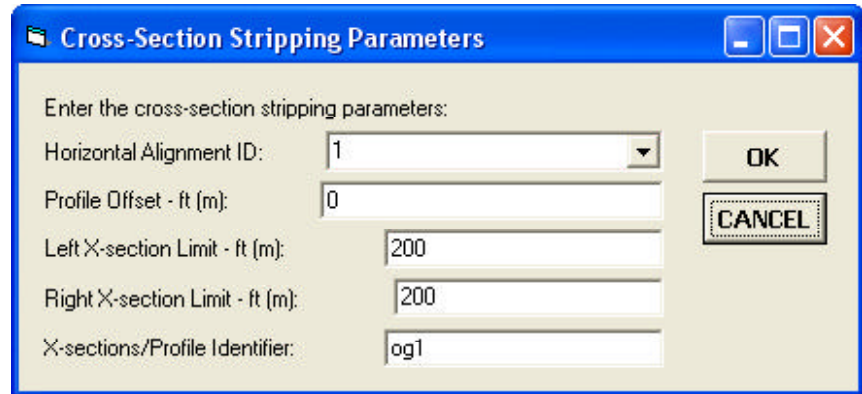 Cross-Section Stripping Parameters
Enter the cross-section stripping parameters:
Horizontal Alignment ID: 1
OK
Profile Offset - ft (m): 0
CANCEL
Left X-section Limit - ft (m): 200
Right X-section Limit - ft (m): 200
X-sections/Profile Identifier: og1